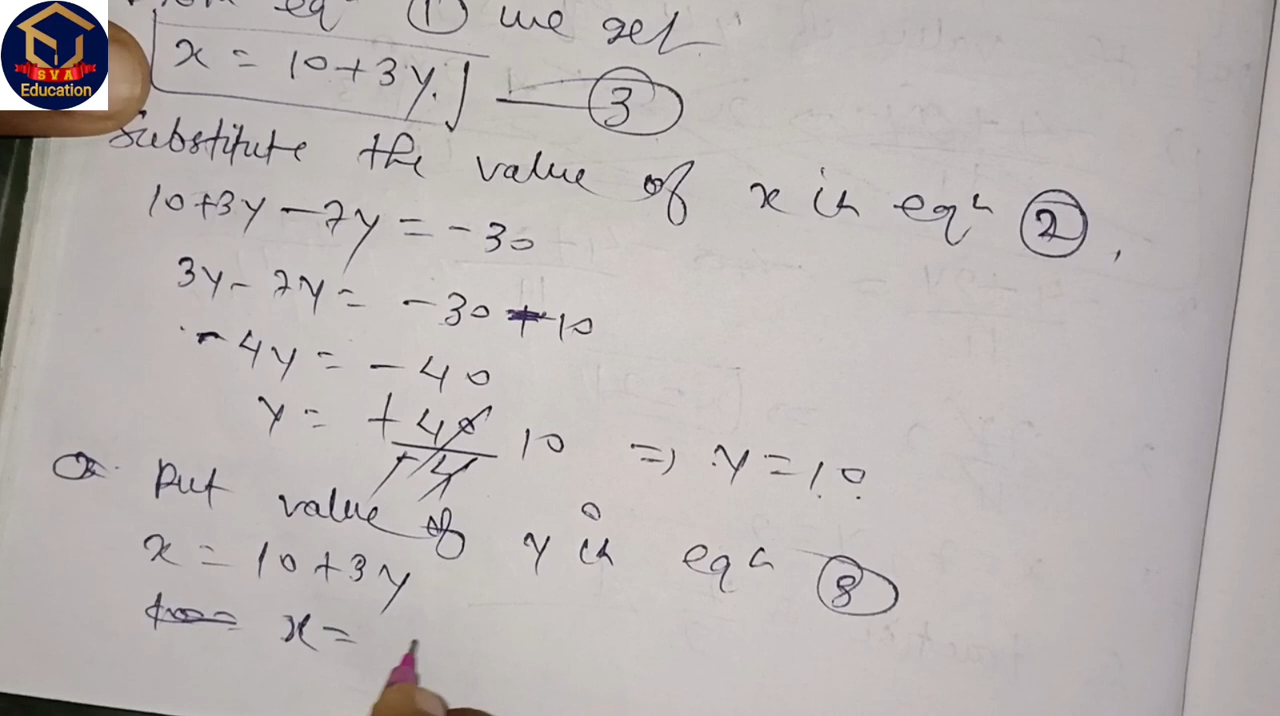 SVA
Education
eqn ① we get
x = 10+3y. — ③
Substitute the value of x in eqn ②,
10+3y - 7y = -30
3y - 7y = -30 - 10
-4y = -40
y = +40/+4 10 => y = 10.
Put value of y in eqn ③
x = 10+3y
x =